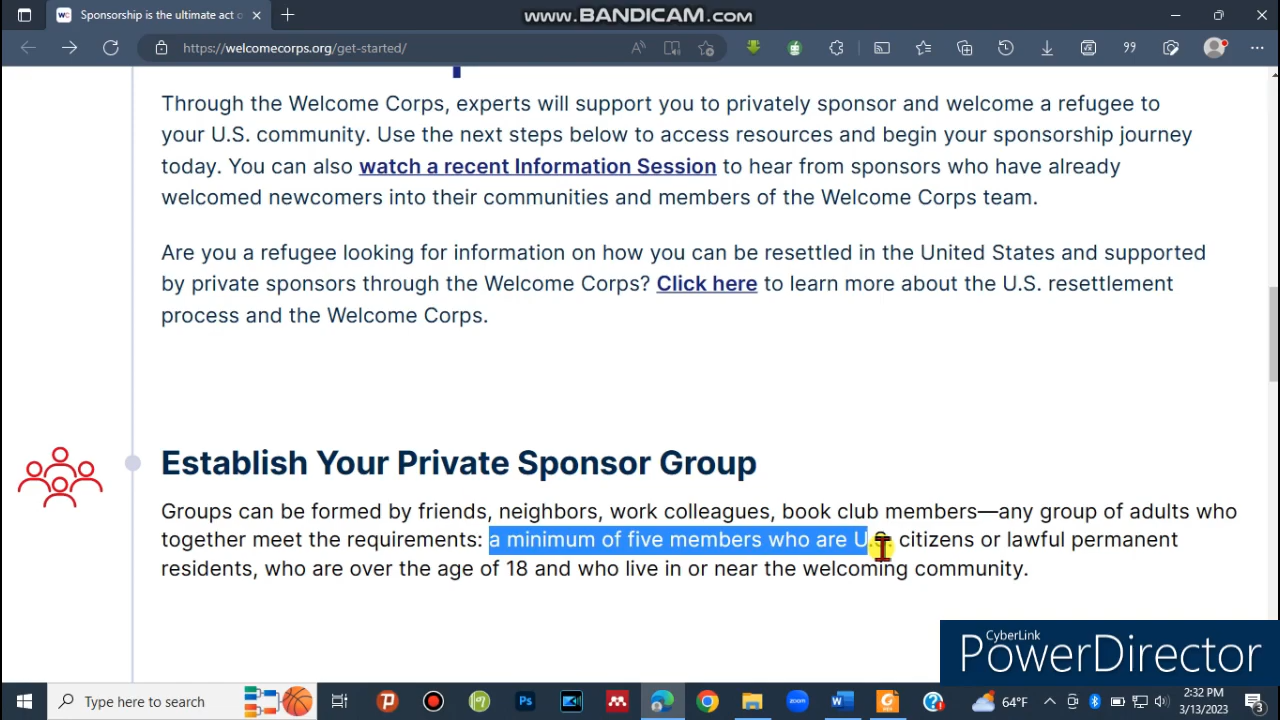 Sponsorship is the ultimate act o
www.BANDICAM.com
https://welcomecorps.org/get-started/
Through the Welcome Corps, experts will support you to privately sponsor and welcome a refugee to
your U.S. community. Use the next steps below to access resources and begin your sponsorship journey
today. You can also watch a recent Information Session to hear from sponsors who have already
welcomed newcomers into their communities and members of the Welcome Corps team.
Are you a refugee looking for information on how you can be resettled in the United States and supported
by private sponsors through the Welcome Corps? Click here to learn more about the U.S. resettlement
process and the Welcome Corps.
Establish Your Private Sponsor Group
Groups can be formed by friends, neighbors, work colleagues, book club members—any group of adults who
together meet the requirements: a minimum of five members who are U.S. citizens or lawful permanent
residents, who are over the age of 18 and who live in or near the welcoming community.
CyberLink
PowerDirector
Type here to search
Ps
zoom
64°F
2:32 PM
3/13/2023
3